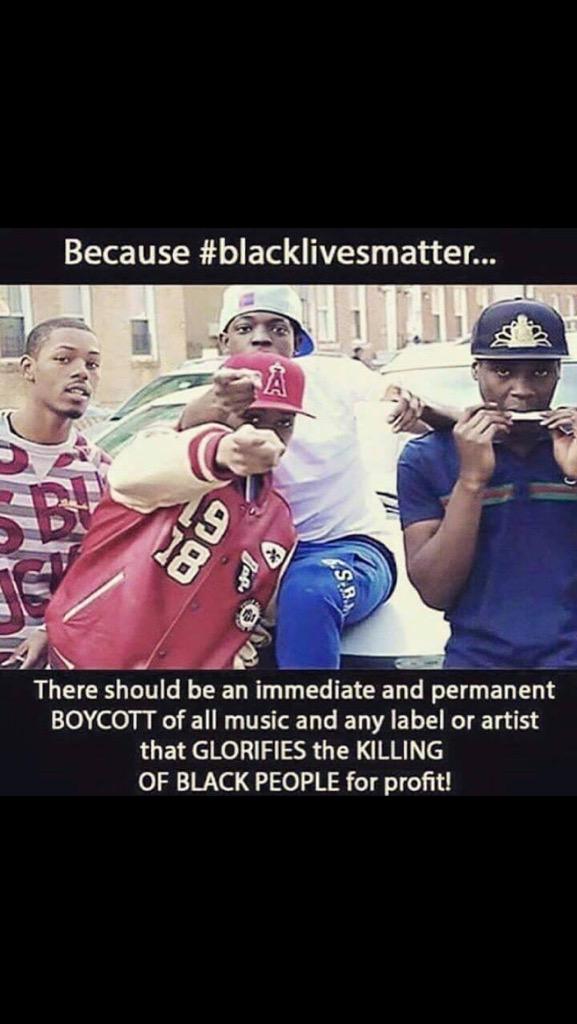 Because #blacklivesmatter...
A
19
18
There should be an immediate and permanent
BOYCOTT of all music and any label or artist
that GLORIFIES the KILLING
OF BLACK PEOPLE for profit!